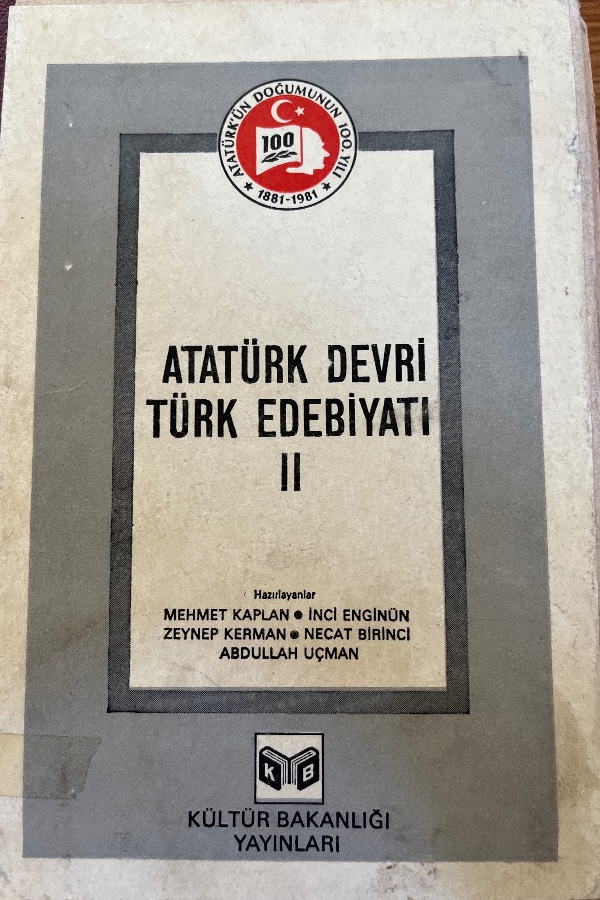 ATATÜRK'ÜN DOĞUMUNUN 100. YILI
100
★ 1881-1981 ★
ATATÜRK DEVRİ
TÜRK EDEBİYATI
II
Hazırlayanlar
MEHMET KAPLAN ● İNCİ ENGİNÜN
ZEYNEP KERMAN ● NECAT BİRİNCİ
ABDULLAH UÇMAN
K B
KÜLTÜR BAKANLIĞI
YAYINLARI